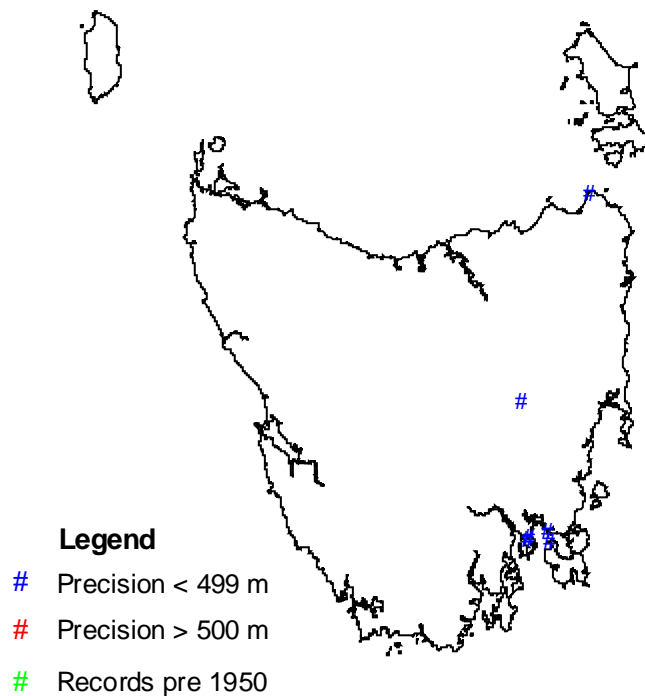 #
#
Legend
# Precision < 499 m
# Precision > 500 m
# Records pre 1950